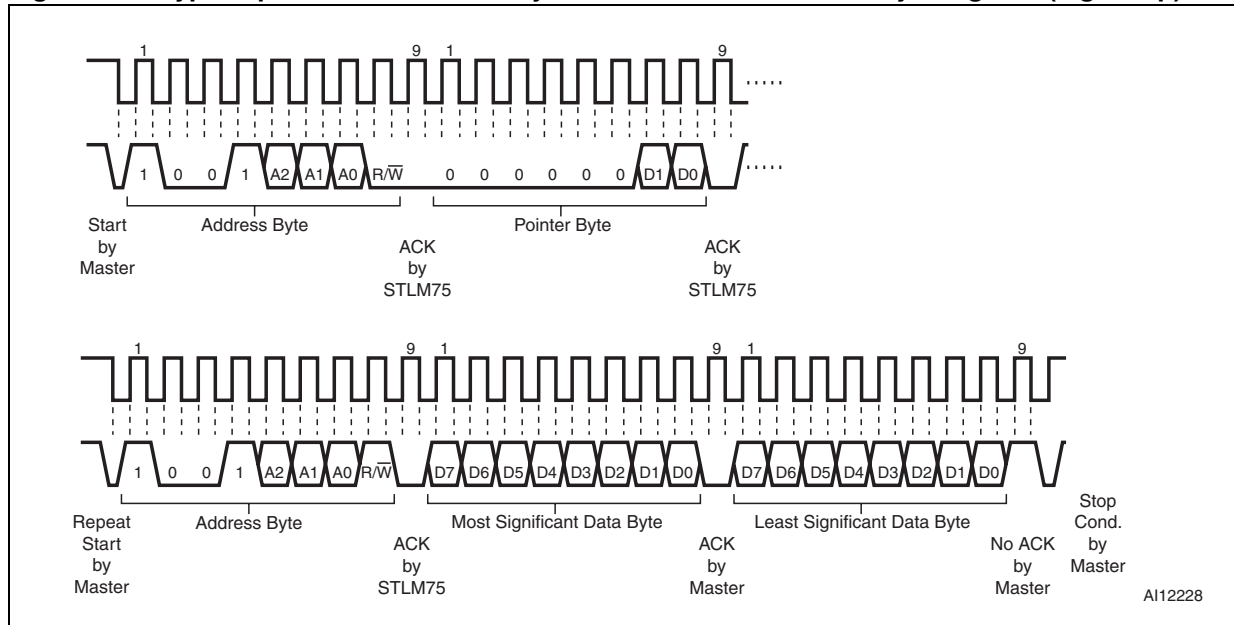 1 9 1 9
1 0 0 1 A2 A1 A0 R/W̅ 0 0 0 0 0 0 D1 D0
Start
by
Master
Address Byte
ACK
by
STLM75
Pointer Byte
ACK
by
STLM75
1 9 1 9 1 9
1 0 0 1 A2 A1 A0 R/W̅ D7 D6 D5 D4 D3 D2 D1 D0 D7 D6 D5 D4 D3 D2 D1 D0
Repeat
Start
by
Master
Address Byte
ACK
by
STLM75
Most Significant Data Byte
ACK
by
Master
Least Significant Data Byte
No ACK
by
Master
Stop
Cond.
by
Master
AI12228